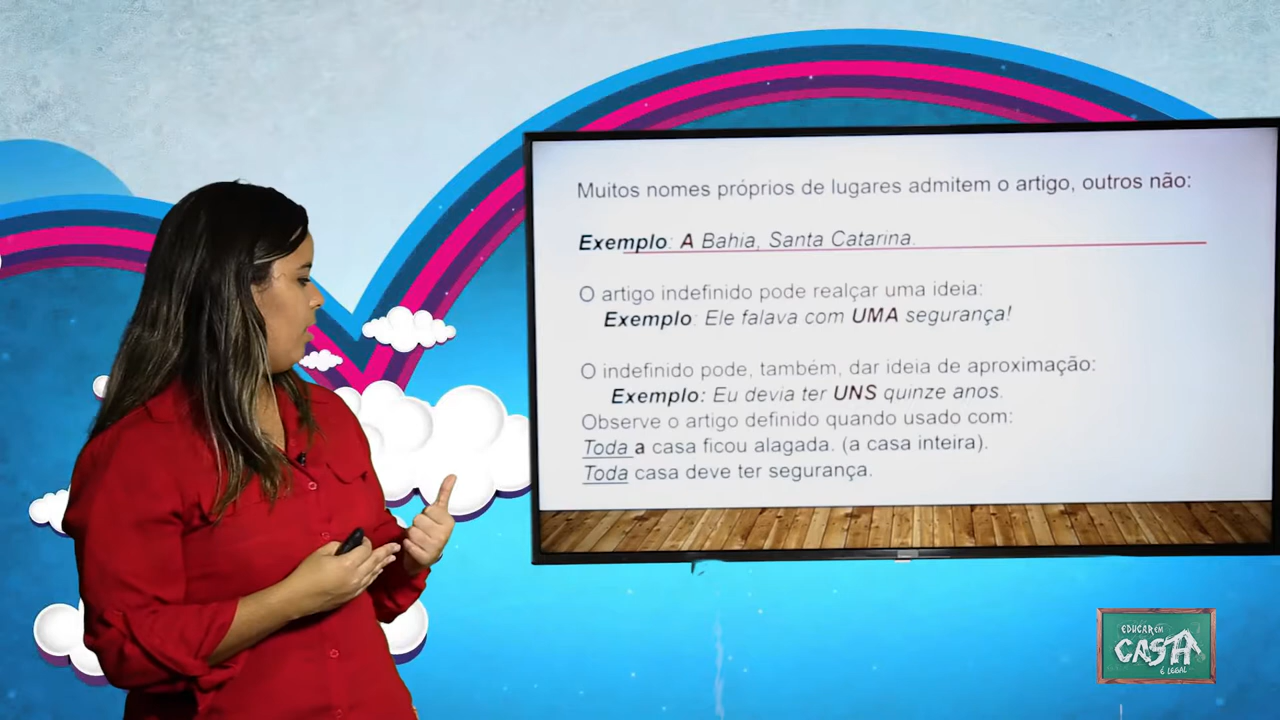 Muitos nomes próprios de lugares admitem o artigo, outros não:
Exemplo: A Bahia, Santa Catarina.
O artigo indefinido pode realçar uma ideia:
Exemplo: Ele falava com UMA segurança!
O indefinido pode, também, dar ideia de aproximação:
Exemplo: Eu devia ter UNS quinze anos.
Observe o artigo definido quando usado com:
Toda a casa ficou alagada. (a casa inteira).
Toda casa deve ter segurança.
EDUCAR EM
CASA
É LEGAL